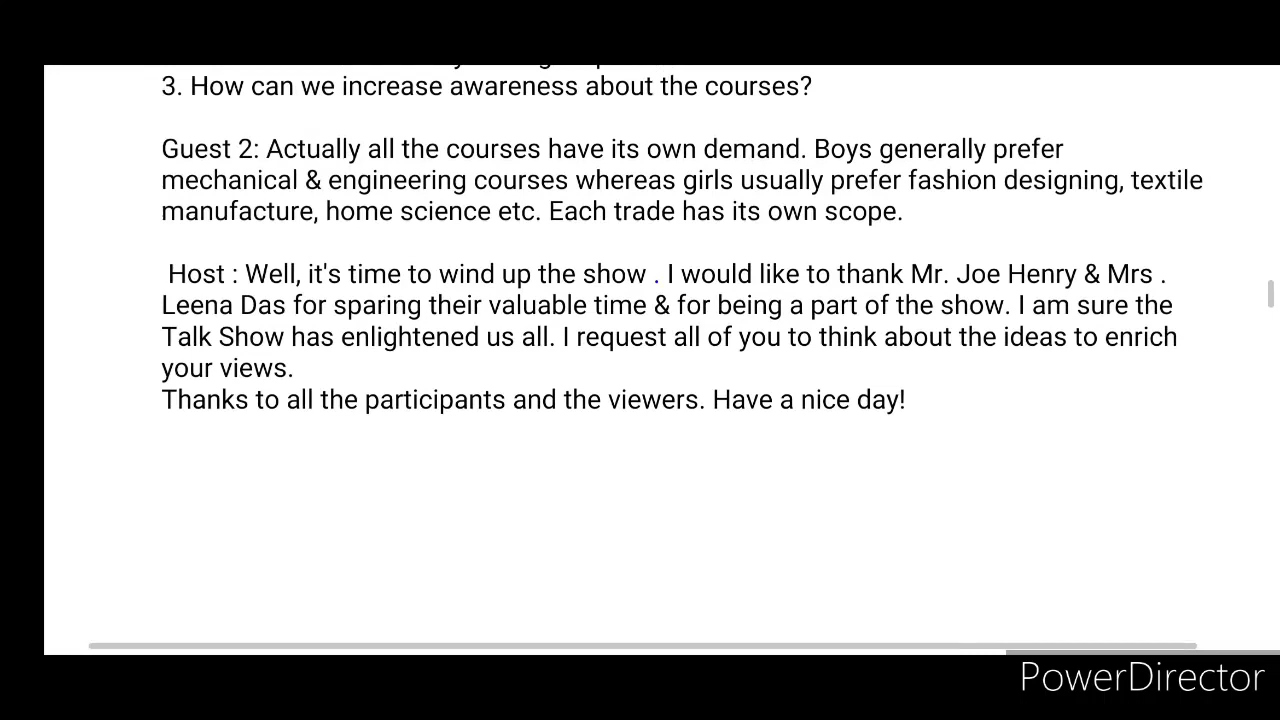 3. How can we increase awareness about the courses?
Guest 2: Actually all the courses have its own demand. Boys generally prefer
mechanical & engineering courses whereas girls usually prefer fashion designing, textile
manufacture, home science etc. Each trade has its own scope.
Host : Well, it's time to wind up the show . I would like to thank Mr. Joe Henry & Mrs .
Leena Das for sparing their valuable time & for being a part of the show. I am sure the
Talk Show has enlightened us all. I request all of you to think about the ideas to enrich
your views.
Thanks to all the participants and the viewers. Have a nice day!
PowerDirector